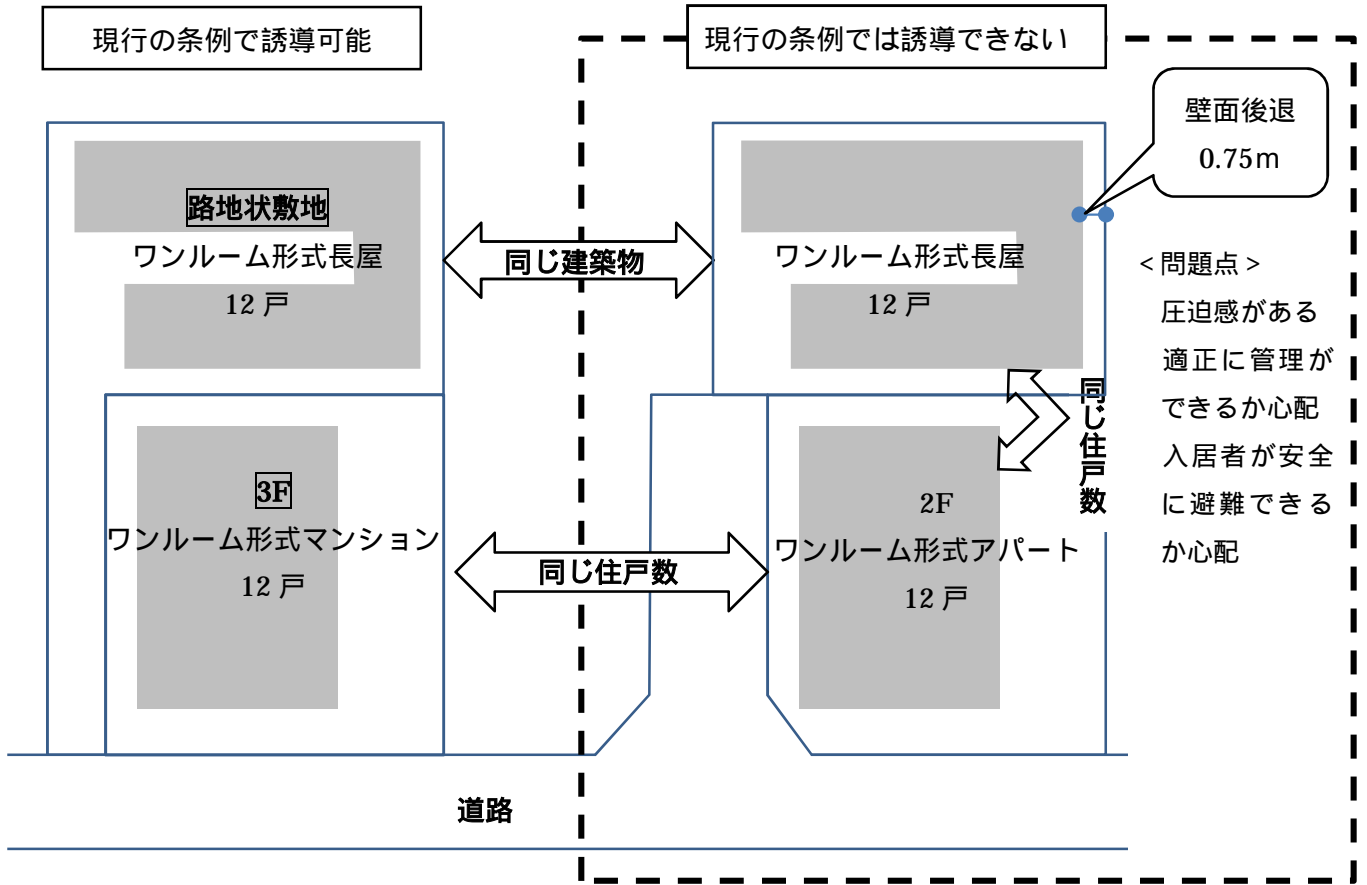 現行の条例で誘導可能
現行の条例では誘導できない
壁面後退
0.75m
路地状敷地
ワンルーム形式長屋
12 戸
同じ建築物
ワンルーム形式長屋
12 戸
<問題点>
圧迫感がある
適正に管理が
できるか心配
入居者が安全
に避難できる
か心配
同じ住戸数
3F
ワンルーム形式マンション
12 戸
同じ住戸数
2F
ワンルーム形式アパート
12 戸
道路